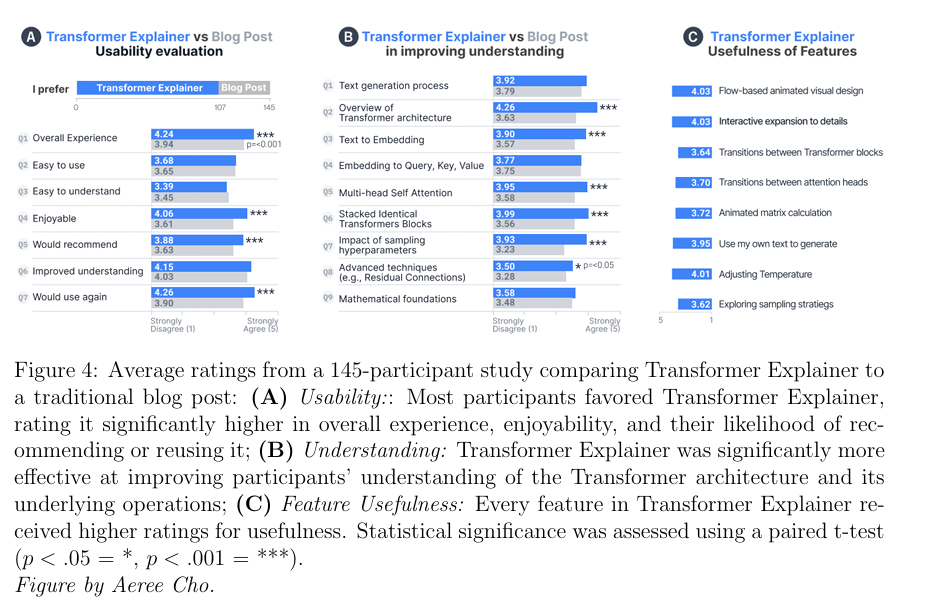 A Transformer Explainer vs Blog Post
Usability evaluation
I prefer Transformer Explainer Blog Post
0 107 145
Q1 Overall Experience 4.24 ***
3.94 p=<0.001
Q2 Easy to use 3.68
3.65
Q3 Easy to understand 3.39
3.45
Q4 Enjoyable 4.06 ***
3.61
Q5 Would recommend 3.88 ***
3.63
Q6 Improved understanding 4.15
4.03
Q7 Would use again 4.26 ***
3.90
Strongly Disagree (1) Strongly Agree (5)
B Transformer Explainer vs Blog Post
in improving understanding
Q1 Text generation process 3.92
3.79
Q2 Overview of Transformer architecture 4.26 ***
3.63
Q3 Text to Embedding 3.90 ***
3.57
Q4 Embedding to Query, Key, Value 3.77
3.75
Q5 Multi-head Self Attention 3.95 ***
3.58
Q6 Stacked Identical Transformers Blocks 3.99 ***
3.56
Q7 Impact of sampling hyperparameters 3.93 ***
3.23
Q8 Advanced techniques (e.g., Residual Connections) 3.50 * p=<0.05
3.28
Q9 Mathematical foundations 3.58
3.48
Strongly Disagree (1) Strongly Agree (5)
C Transformer Explainer
Usefulness of Features
4.03 Flow-based animated visual design
4.03 Interactive expansion to details
3.64 Transitions between Transformer blocks
3.70 Transitions between attention heads
3.72 Animated matrix calculation
3.95 Use my own text to generate
4.01 Adjusting Temperature
3.62 Exploring sampling stratiegs
5 1
Figure 4: Average ratings from a 145-participant study comparing Transformer Explainer to
a traditional blog post: (A) Usability:: Most participants favored Transformer Explainer,
rating it significantly higher in overall experience, enjoyability, and their likelihood of rec-
ommending or reusing it; (B) Understanding: Transformer Explainer was significantly more
effective at improving participants' understanding of the Transformer architecture and its
underlying operations; (C) Feature Usefulness: Every feature in Transformer Explainer re-
ceived higher ratings for usefulness. Statistical significance was assessed using a paired t-test
(p < .05 = *, p < .001 = ***).
Figure by Aeree Cho.